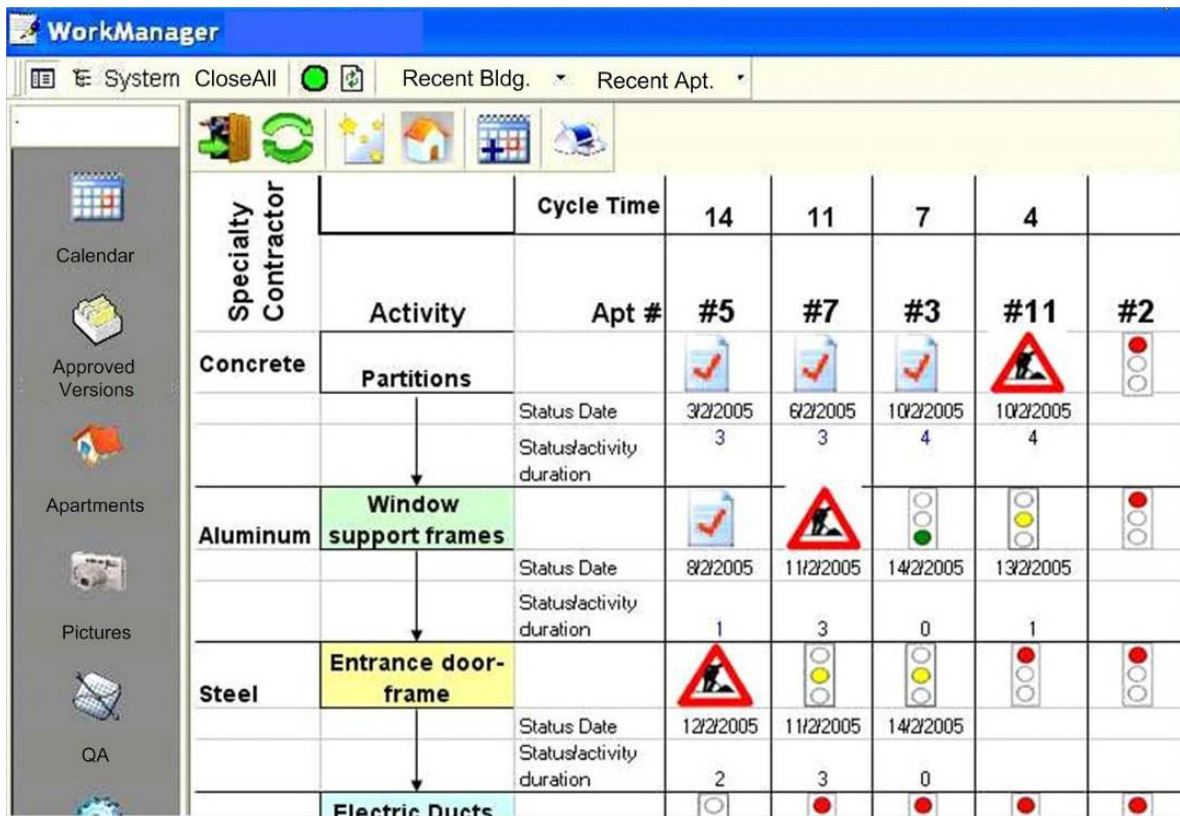 WorkManager
System CloseAll Recent Bldg. Recent Apt.
Calendar
Approved
Versions
Apartments
Pictures
QA
Specialty
Contractor
Cycle Time 14 11 7 4
Activity Apt # #5 #7 #3 #11 #2
Concrete Partitions
Status Date 3/2/2005 6/2/2005 10/2/2005 10/2/2005
Status/activity
duration 3 3 4 4
Aluminum Window
support frames
Status Date 8/2/2005 11/2/2005 14/2/2005 13/2/2005
Status/activity
duration 1 3 0 1
Steel Entrance door-
frame
Status Date 12/2/2005 11/2/2005 14/2/2005
Status/activity
duration 2 3 0
Electric Ducts